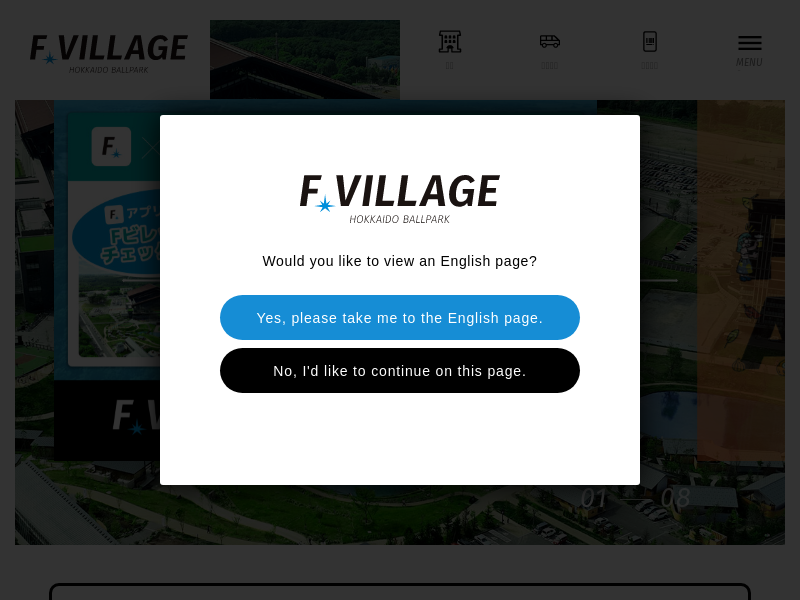 F VILLAGE
HOKKAIDO BALLPARK
MENU
F VILLAGE
HOKKAIDO BALLPARK
Would you like to view an English page?
Yes, please take me to the English page.
No, I'd like to continue on this page.
01
08